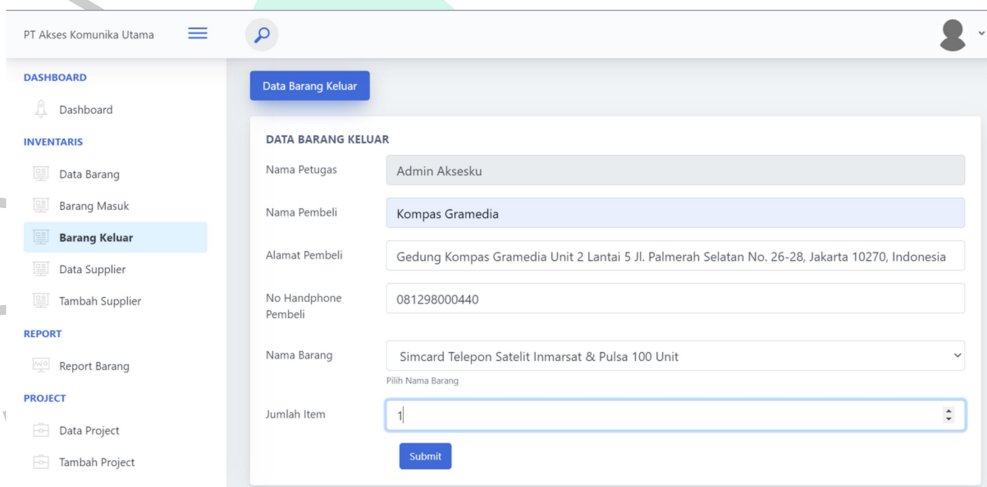 PT Akses Komunika Utama
DASHBOARD
Dashboard
INVENTARIS
Data Barang
Barang Masuk
Barang Keluar
Data Supplier
Tambah Supplier
REPORT
Report Barang
PROJECT
Data Project
Tambah Project
Data Barang Keluar
DATA BARANG KELUAR
Nama Petugas
Admin Aksesku
Nama Pembeli
Kompas Gramedia
Alamat Pembeli
Gedung Kompas Gramedia Unit 2 Lantai 5 Jl. Palmerah Selatan No. 26-28, Jakarta 10270, Indonesia
No Handphone
Pembeli
081298000440
Nama Barang
Simcard Telepon Satelit Inmarsat & Pulsa 100 Unit
Pilih Nama Barang
Jumlah Item
1
Submit